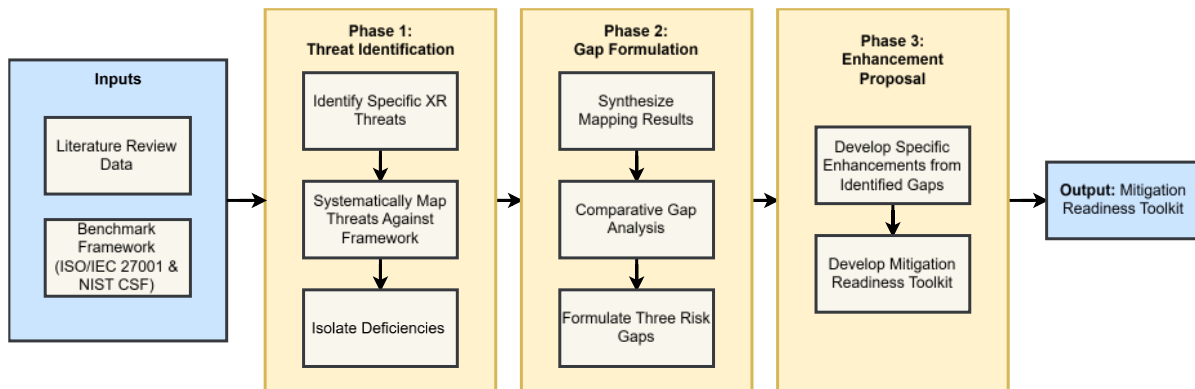 Inputs
Literature Review
Data
Benchmark
Framework
(ISO/IEC 27001 &
NIST CSF)
Phase 1:
Threat Identification
Identify Specific XR
Threats
Systematically Map
Threats Against
Framework
Isolate Deficiencies
Phase 2:
Gap Formulation
Synthesize
Mapping Results
Comparative Gap
Analysis
Formulate Three Risk
Gaps
Phase 3:
Enhancement
Proposal
Develop Specific
Enhancements from
Identified Gaps
Develop Mitigation
Readiness Toolkit
Output: Mitigation
Readiness Toolkit